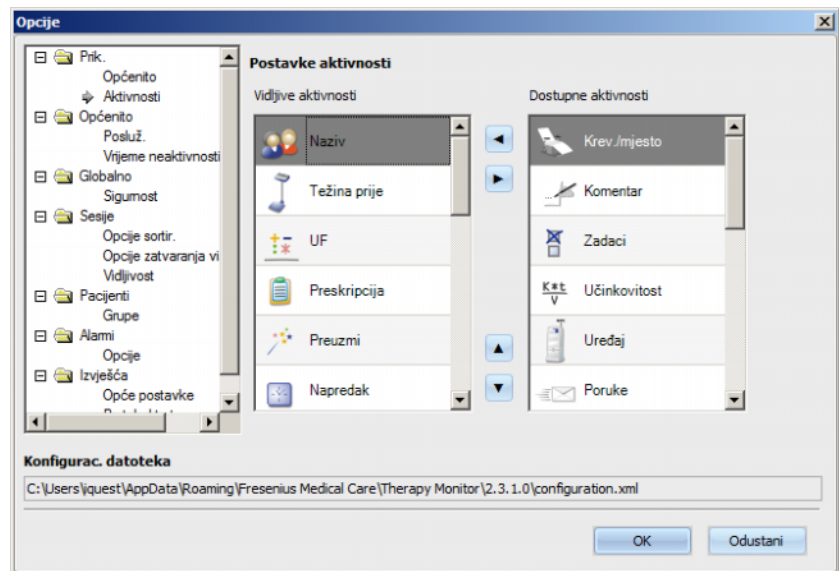 Opcije
Prik.
Općenito
Aktivnosti
Općenito
Posluž.
Vrijeme neaktivnosti
Globalno
Sigurnost
Sesije
Opcije sortir.
Opcije zatvaranja vi
Vidljivost
Pacijenti
Grupe
Alarmi
Opcije
Izvješća
Opće postavke
Postavke aktivnosti
Vidljive aktivnosti
Naziv
Težina prije
UF
Preskripcija
Preuzmi
Napredak
Dostupne aktivnosti
Krev./mjesto
Komentar
Zadaci
K*t
V
Učinkovitost
Uređaj
Poruke
Konfigurac. datoteka
C:\Users\iquest\AppData\Roaming\Fresenius Medical Care\Therapy Monitor\2.3.1.0\configuration.xml
OK
Odustani